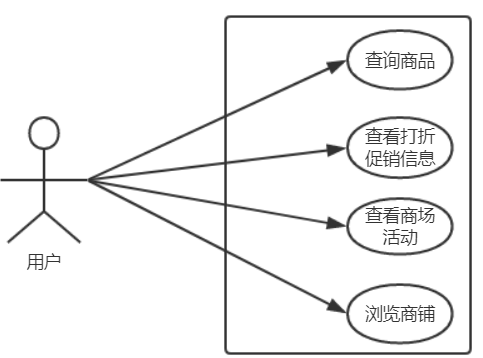 查询商品
查看打折
促销信息
查看商场
活动
用户
浏览商铺